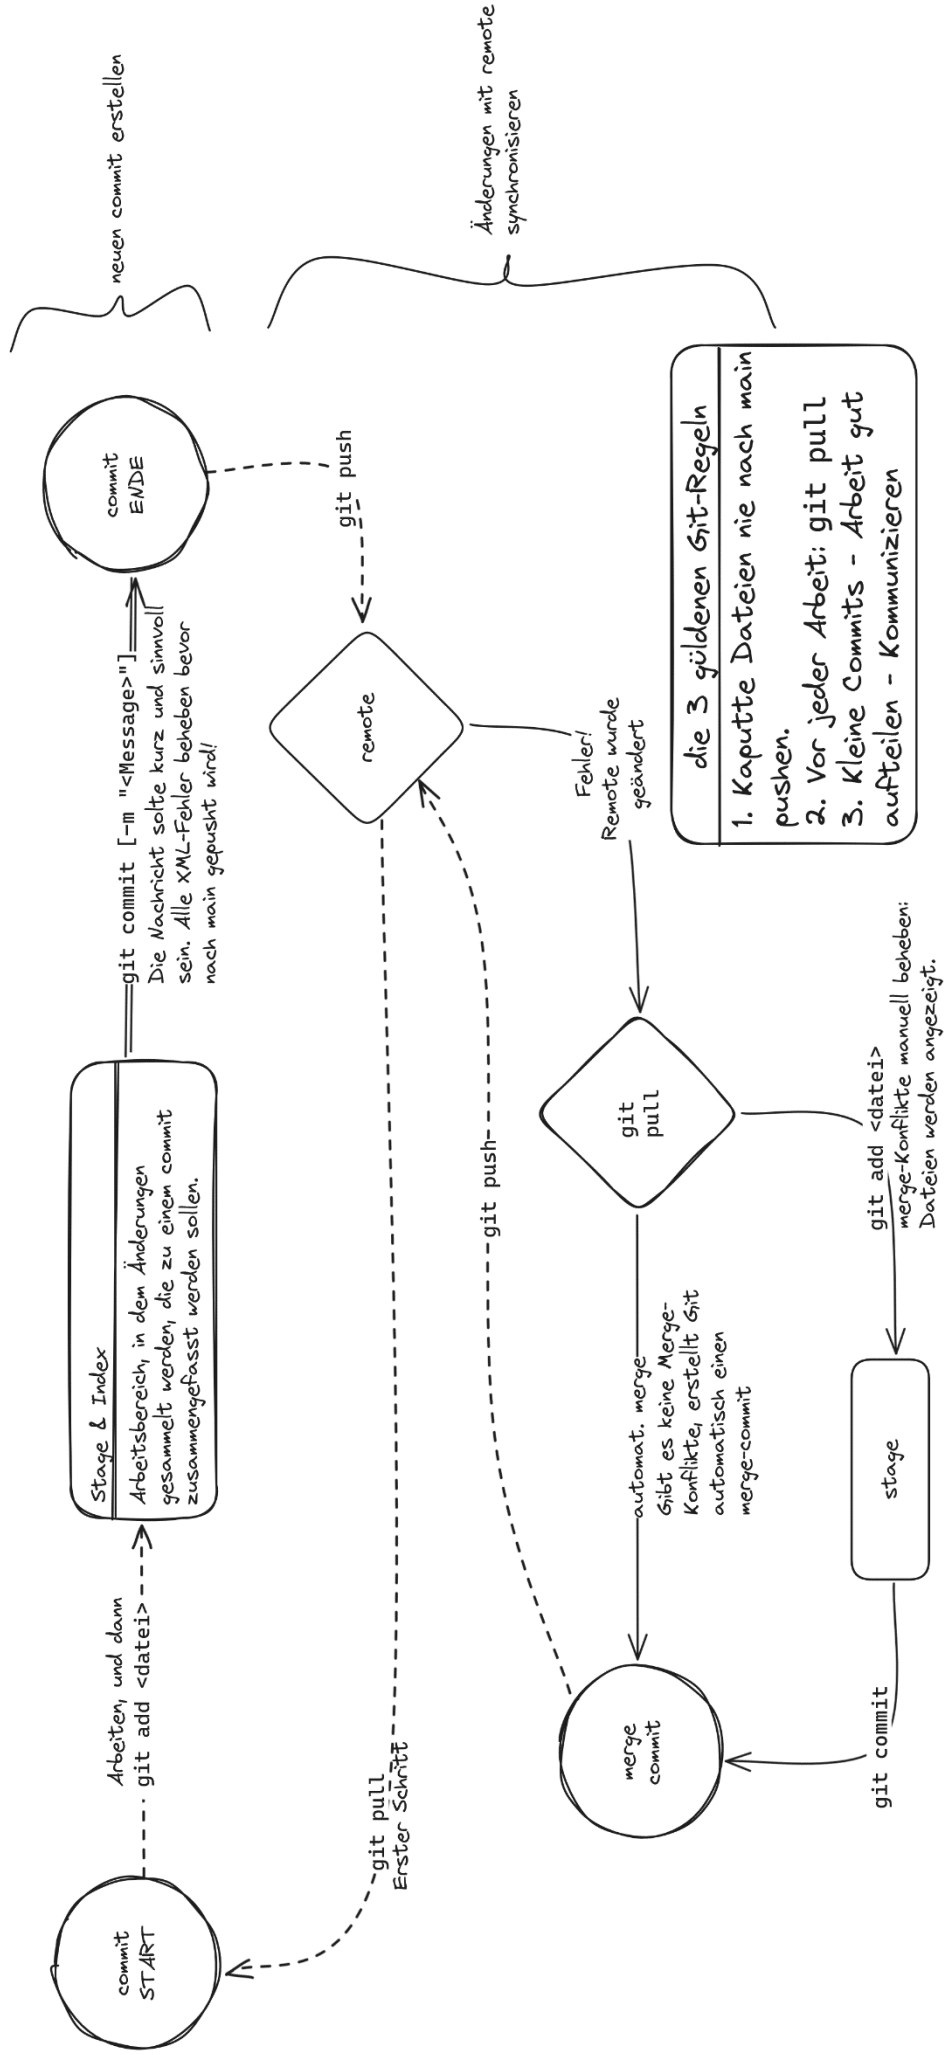 neuen commit erstellen
commit
START
Arbeiten, und dann
git add <datei>
Stage & Index
Arbeitsbereich, in dem Änderungen
gesammelt werden, die zu einem commit
zusammengefasst werden sollen.
git commit [-m "<Message>"]
Die Nachricht solte kurz und sinnvoll
sein. Alle XML-Fehler beheben bevor
nach main gepusht wird!
commit
ENDE
git push
remote
git pull
Erster Schritt
Änderungen mit remote
synchronisieren
git push
Fehler!
Remote wurde
geändert
git
pull
automat. merge
Gibt es keine Merge-
Konflikte, erstellt Git
automatisch einen
merge-commit
merge
commit
git add <datei>
merge-Konflikte manuell beheben:
Dateien werden angezeigt.
stage
git commit
die 3 güldenen Git-Regeln
1. Kaputte Dateien nie nach main
pushen.
2. Vor jeder Arbeit: git pull
3. Kleine Commits - Arbeit gut
aufteilen - Kommunizieren